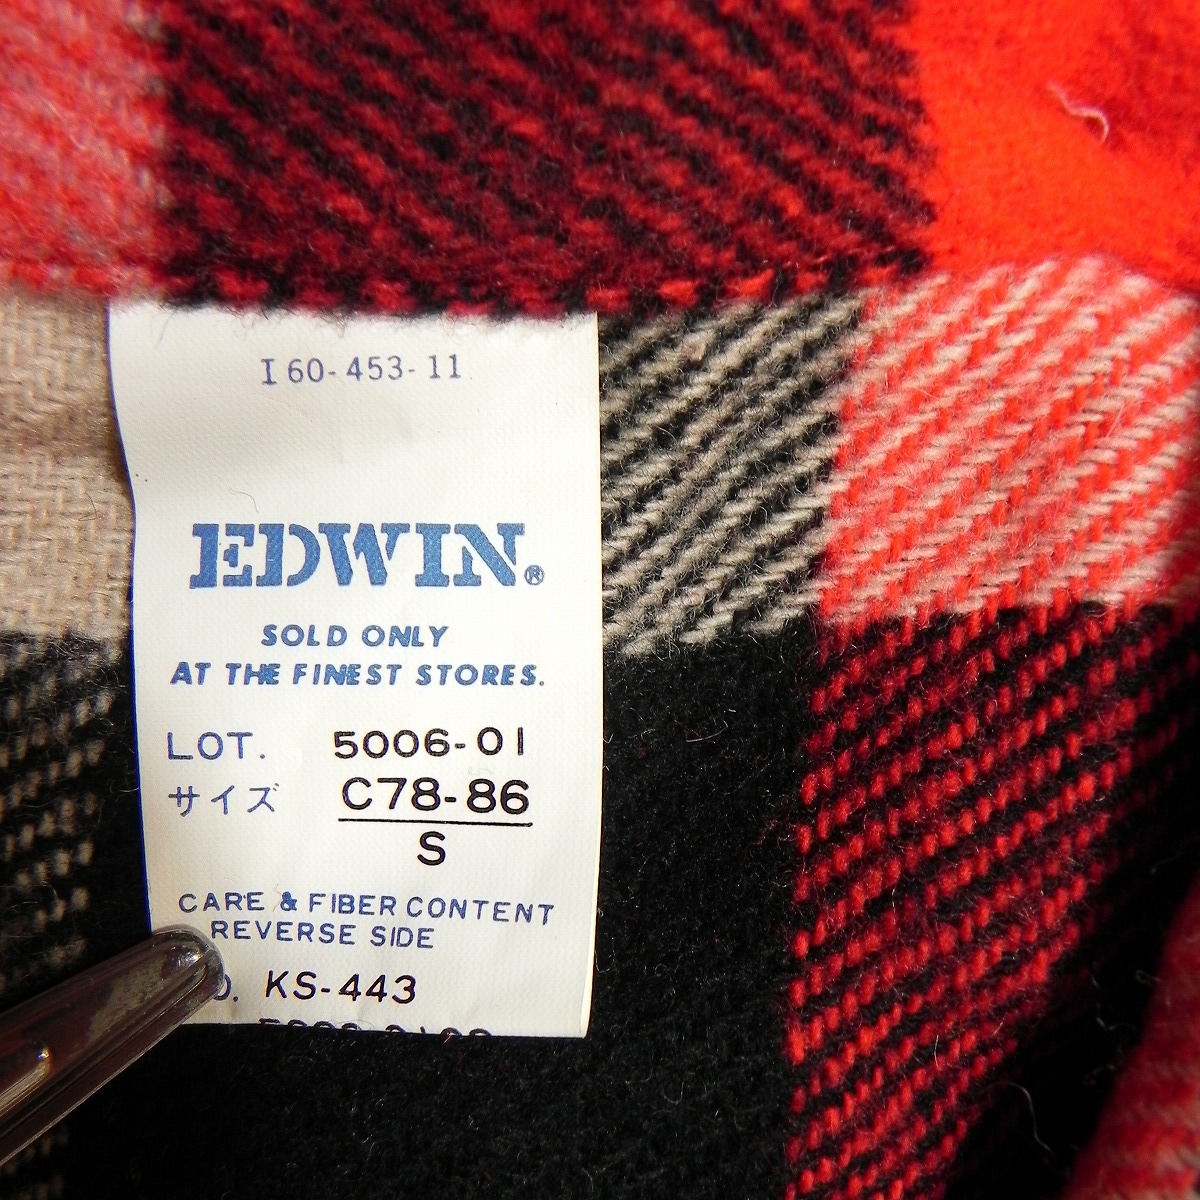 I 60-453-11
EDWIN®
SOLD ONLY
AT THE FINEST STORES.
LOT. 5006-01
サイズ C78-86
S
CARE & FIBER CONTENT
REVERSE SIDE
KS-443